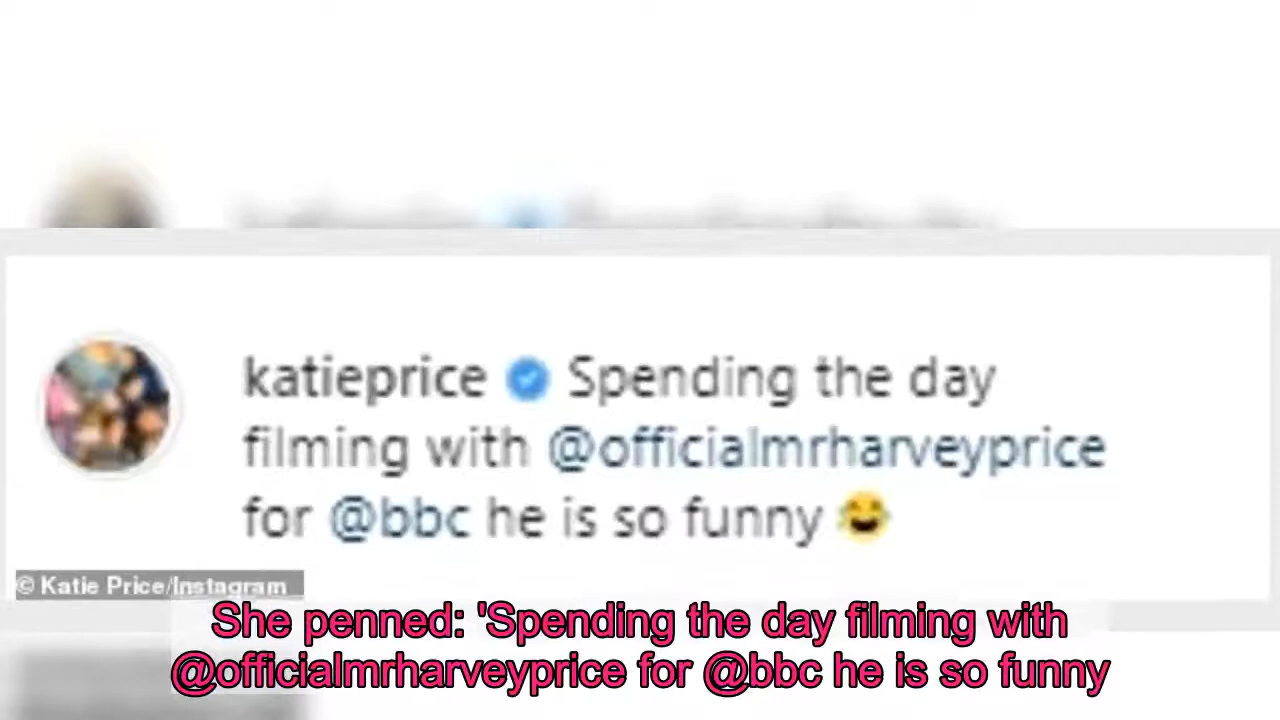 katieprice Spending the day
filming with @officialmrharveyprice
for @bbc he is so funny 😂
© Katie Price/Instagram
She penned: 'Spending the day filming with
@officialmrharveyprice for @bbc he is so funny